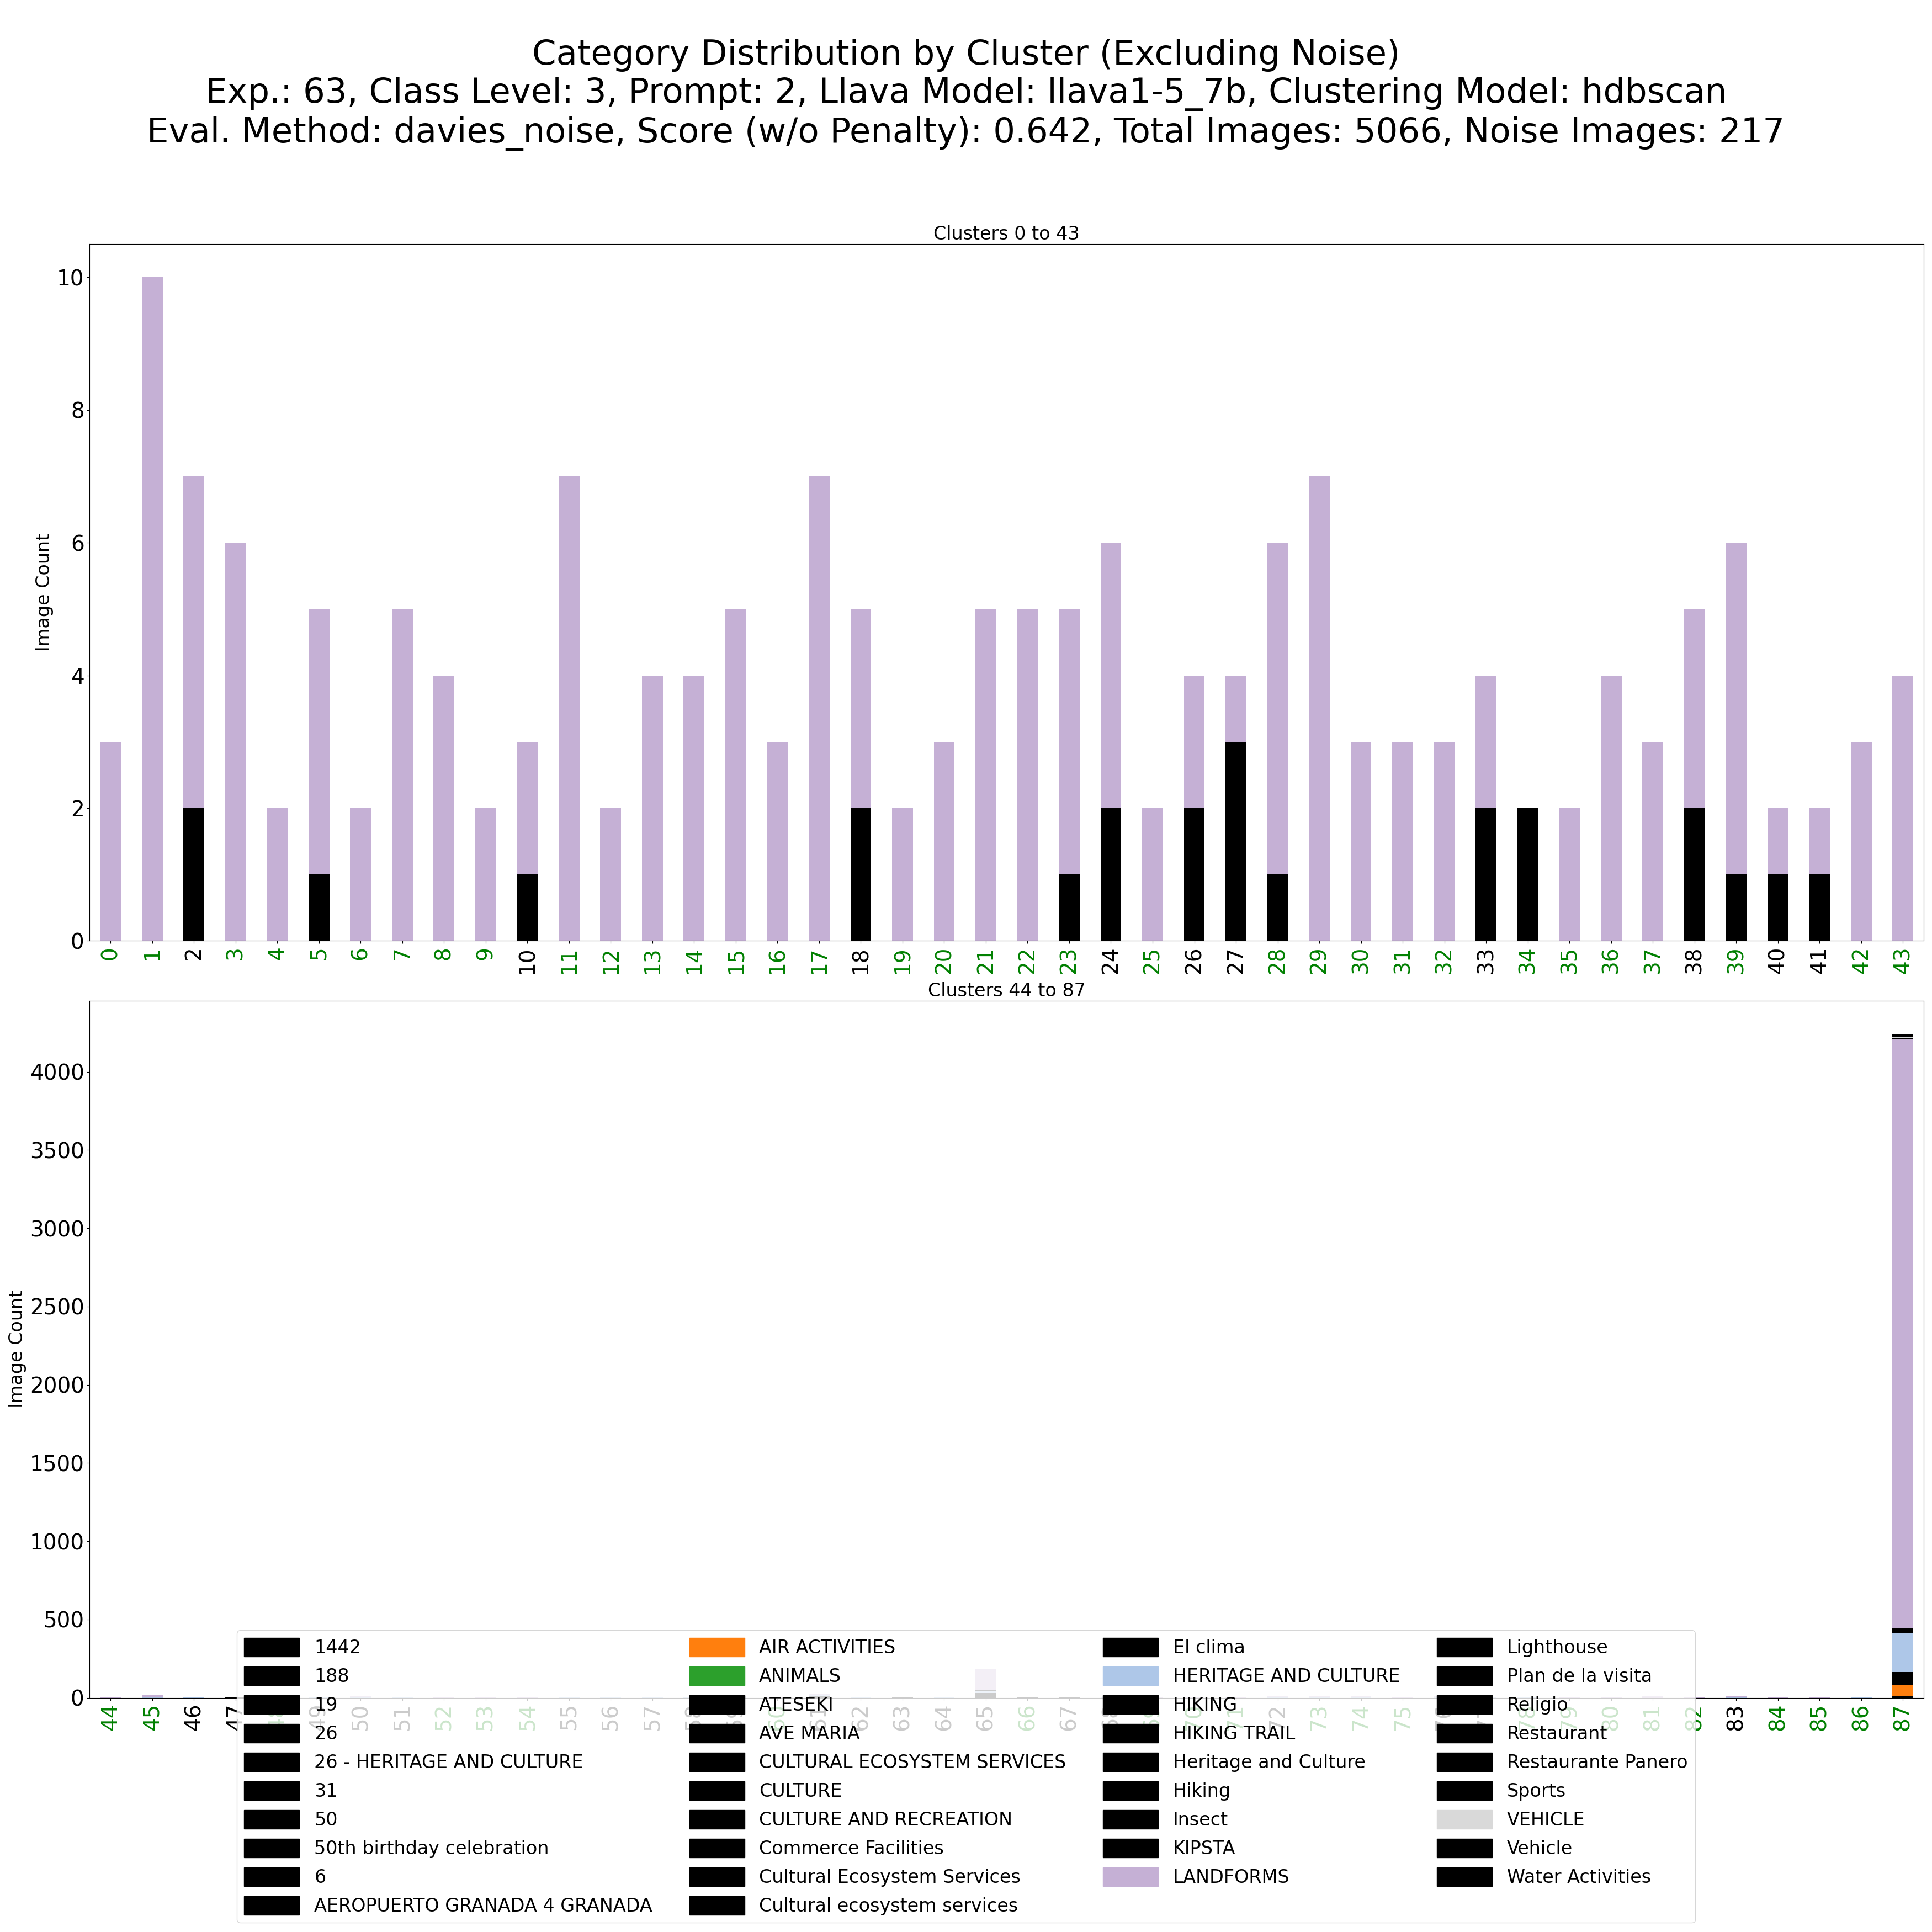 Category Distribution by Cluster (Excluding Noise)
Exp.: 63, Class Level: 3, Prompt: 2, Llava Model: llava1-5_7b, Clustering Model: hdbscan
Eval. Method: davies_noise, Score (w/o Penalty): 0.642, Total Images: 5066, Noise Images: 217
Clusters 0 to 43
10
8
6
4
2
0
Image Count
0 1 2 3 4 5 6 7 8 9 10 11 12 13 14 15 16 17 18 19 20 21 22 23 24 25 26 27 28 29 30 31 32 33 34 35 36 37 38 39 40 41 42 43
Clusters 44 to 87
4000
3500
3000
2500
2000
1500
1000
500
0
Image Count
44 45 46 47 50 51 52 53 54 55 56 57 62 63 64 65 66 67 72 73 74 75 80 81 82 83 84 85 86 87
1442
188
19
26
26 - HERITAGE AND CULTURE
31
50
50th birthday celebration
6
AEROPUERTO GRANADA 4 GRANADA
AIR ACTIVITIES
ANIMALS
ATESEKI
AVE MARIA
CULTURAL ECOSYSTEM SERVICES
CULTURE
CULTURE AND RECREATION
Commerce Facilities
Cultural Ecosystem Services
Cultural ecosystem services
El clima
HERITAGE AND CULTURE
HIKING
HIKING TRAIL
Heritage and Culture
Hiking
Insect
KIPSTA
LANDFORMS
Lighthouse
Plan de la visita
Religio
Restaurant
Restaurante Panero
Sports
VEHICLE
Vehicle
Water Activities